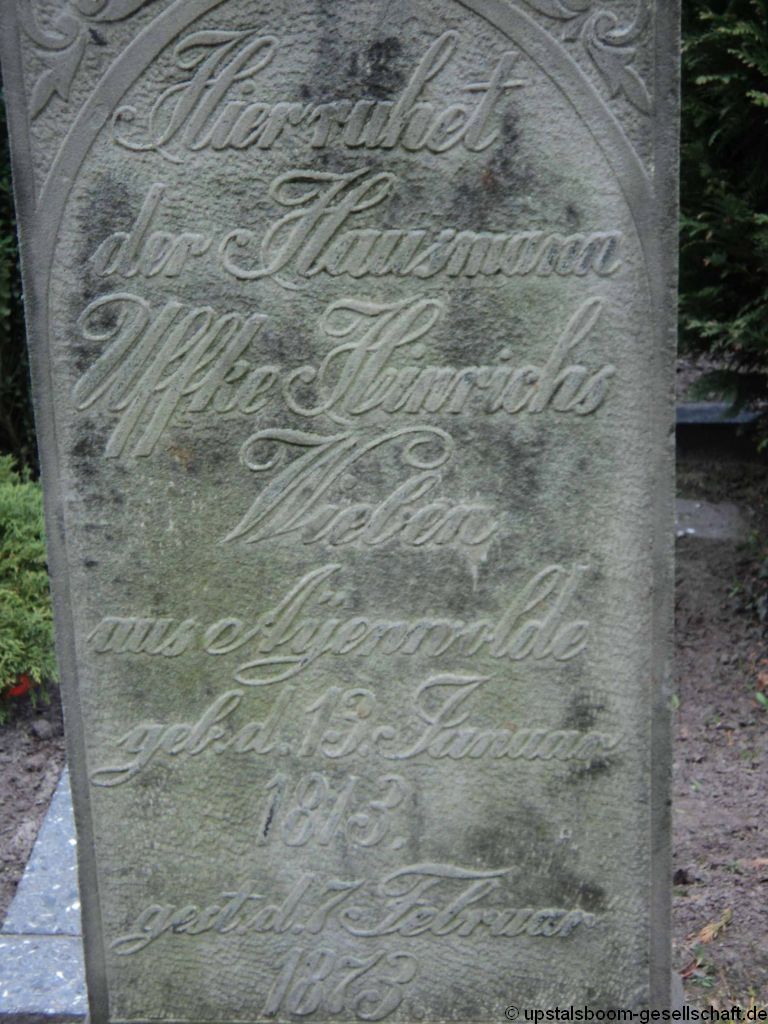 Hier ruhet
der Hausmann
Uffke Hinrichs
Wieben
aus Aÿenwolde
geb. d. 13. Januar
1813.
gest. d. 7 Februar
1873
© upstalsboom-gesellschaft.de